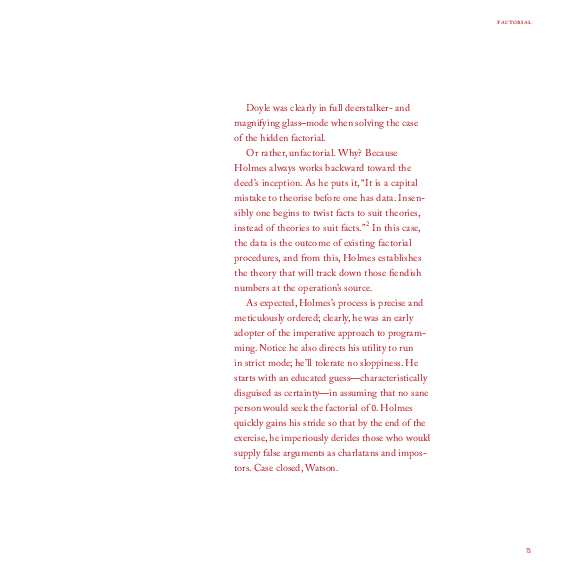 FACTORIAL
Doyle was clearly in full deerstalker- and
magnifying glass–mode when solving the case
of the hidden factorial.
Or rather, unfactorial. Why? Because
Holmes always works backward toward the
deed's inception. As he puts it, “It is a capital
mistake to theorise before one has data. Insen-
sibly one begins to twist facts to suit theories,
instead of theories to suit facts.”2 In this case,
the data is the outcome of existing factorial
procedures, and from this, Holmes establishes
the theory that will track down those fiendish
numbers at the operation's source.
As expected, Holmes's process is precise and
meticulously ordered; clearly, he was an early
adopter of the imperative approach to program-
ming. Notice he also directs his utility to run
in strict mode; he'll tolerate no sloppiness. He
starts with an educated guess—characteristically
disguised as certainty—in assuming that no sane
person would seek the factorial of 0. Holmes
quickly gains his stride so that by the end of the
exercise, he imperiously derides those who would
supply false arguments as charlatans and impos-
tors. Case closed, Watson.